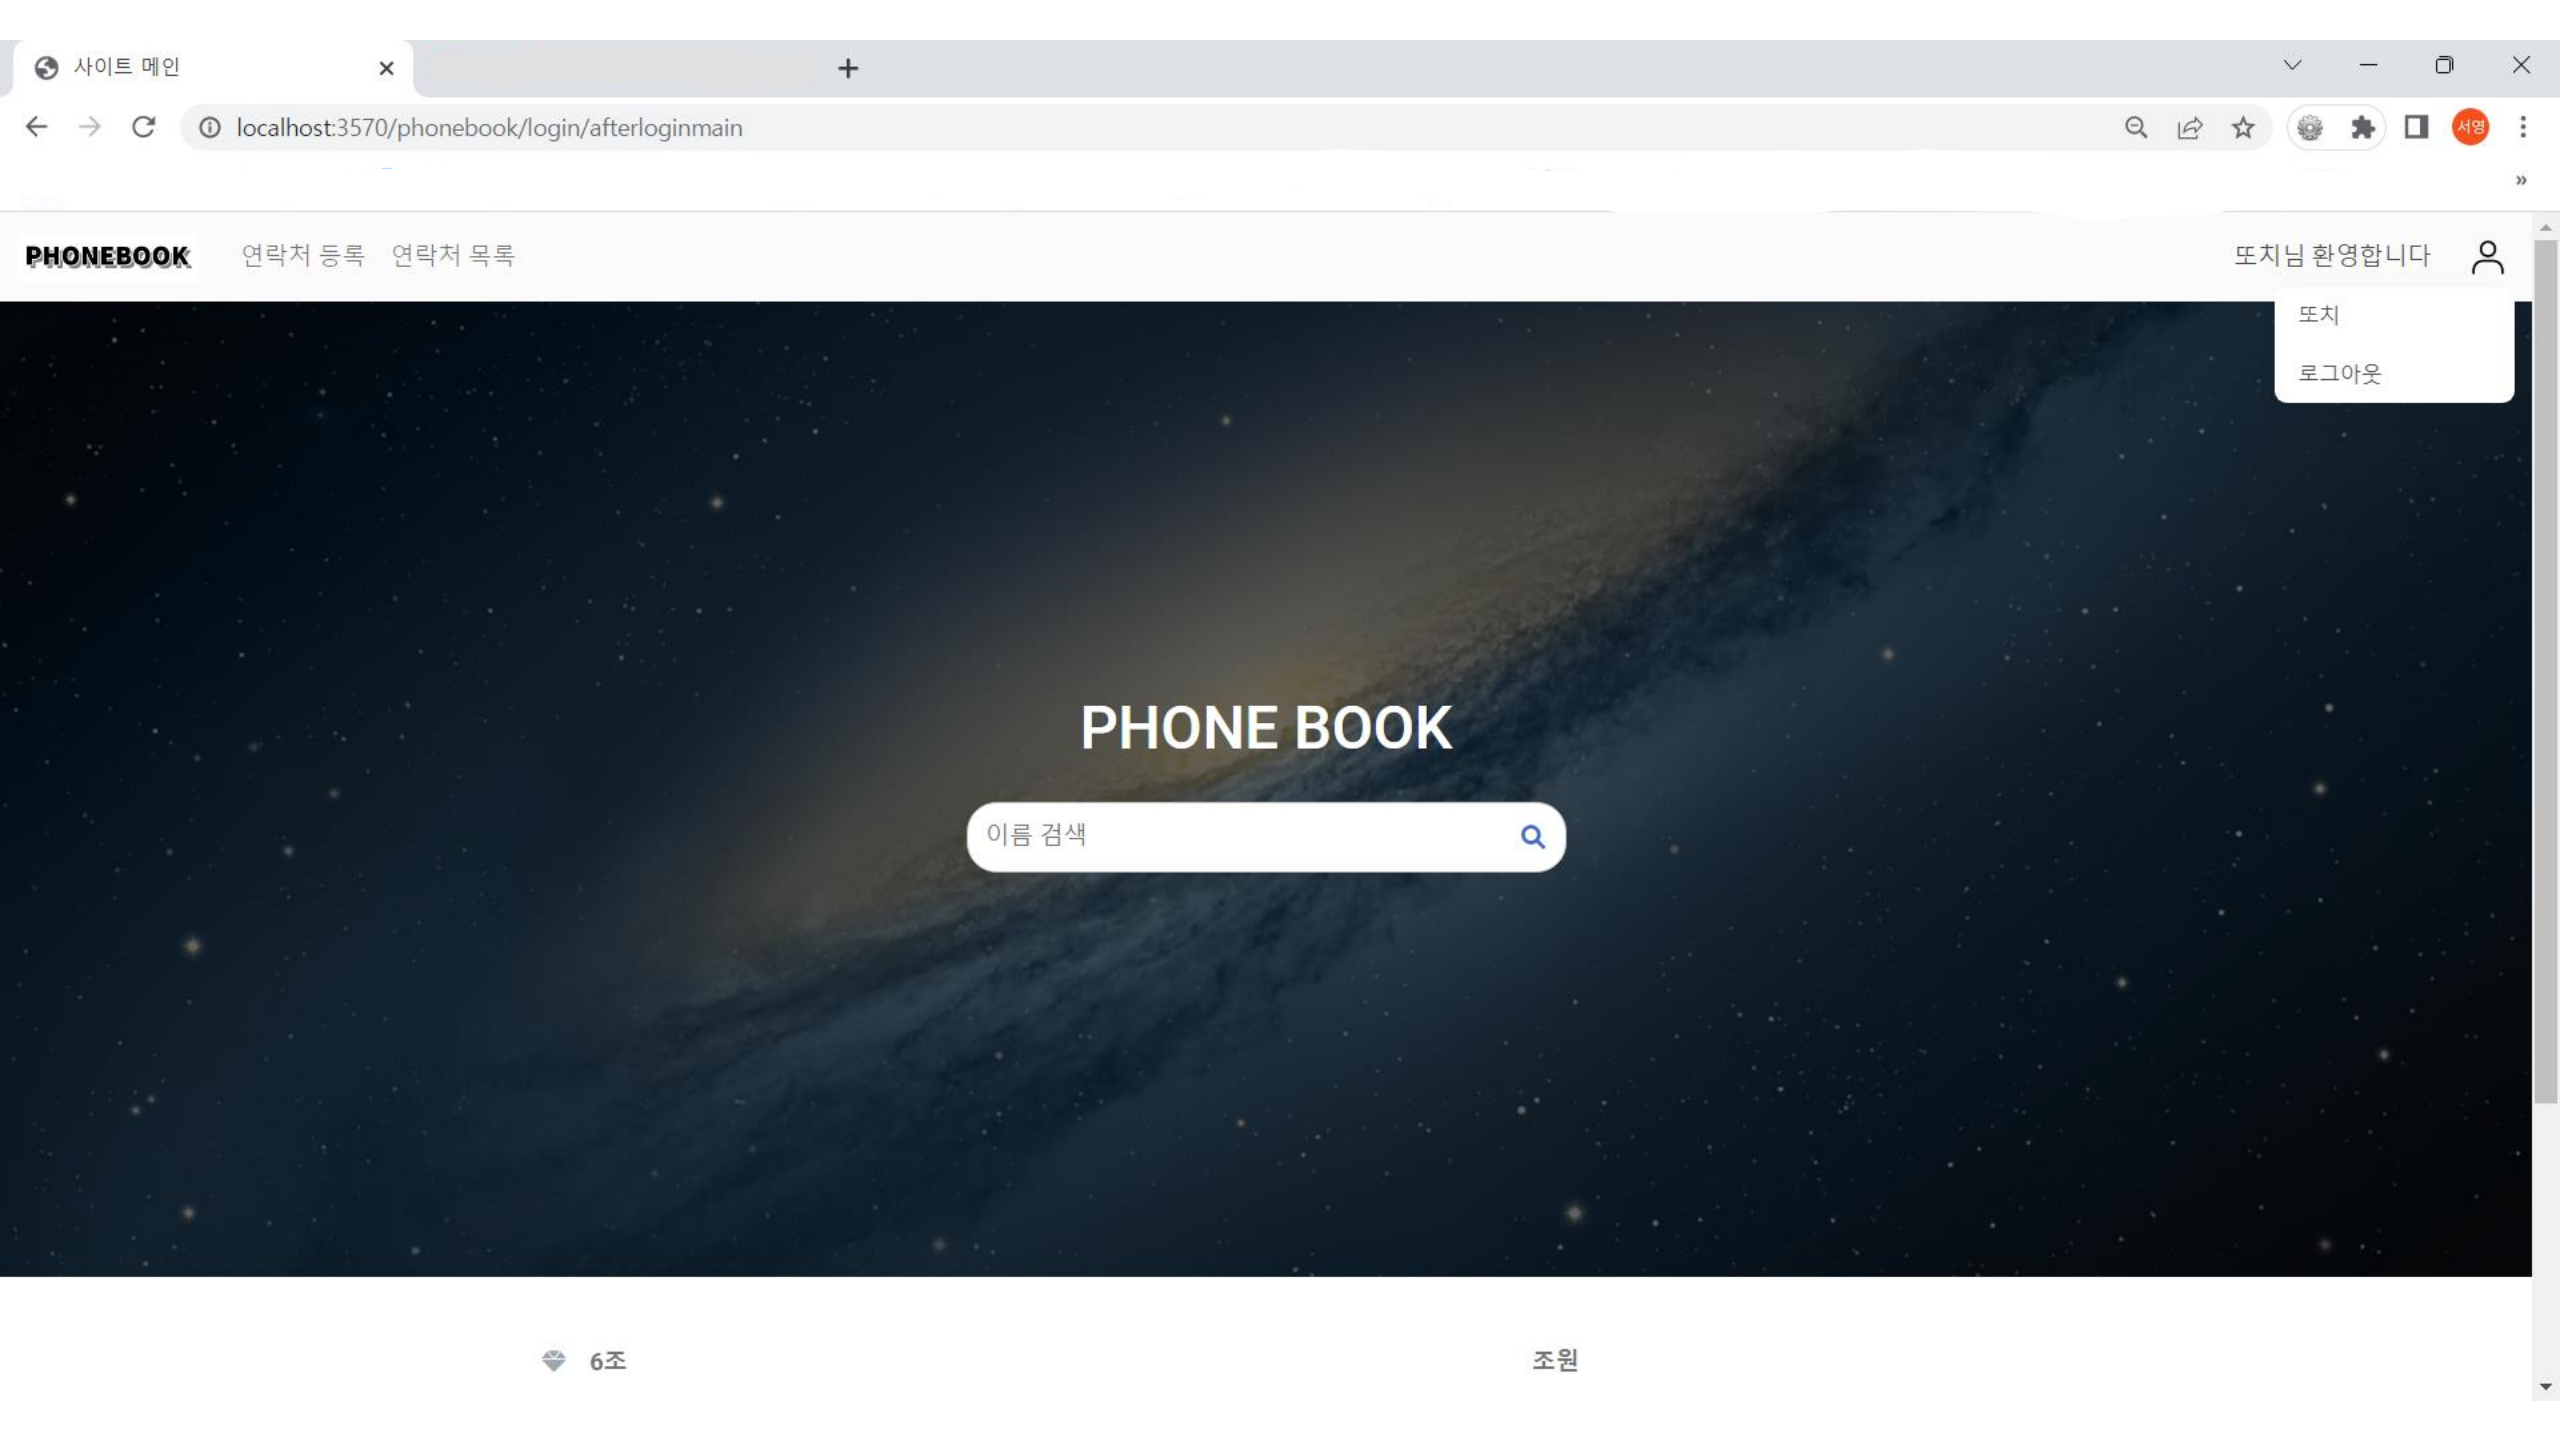 사이트 메인
localhost:3570/phonebook/login/afterloginmain
서영
PHONEBOOK 연락처 등록 연락처 목록 또치님 환영합니다
또치
로그아웃
PHONE BOOK
이름 검색
6조 조원